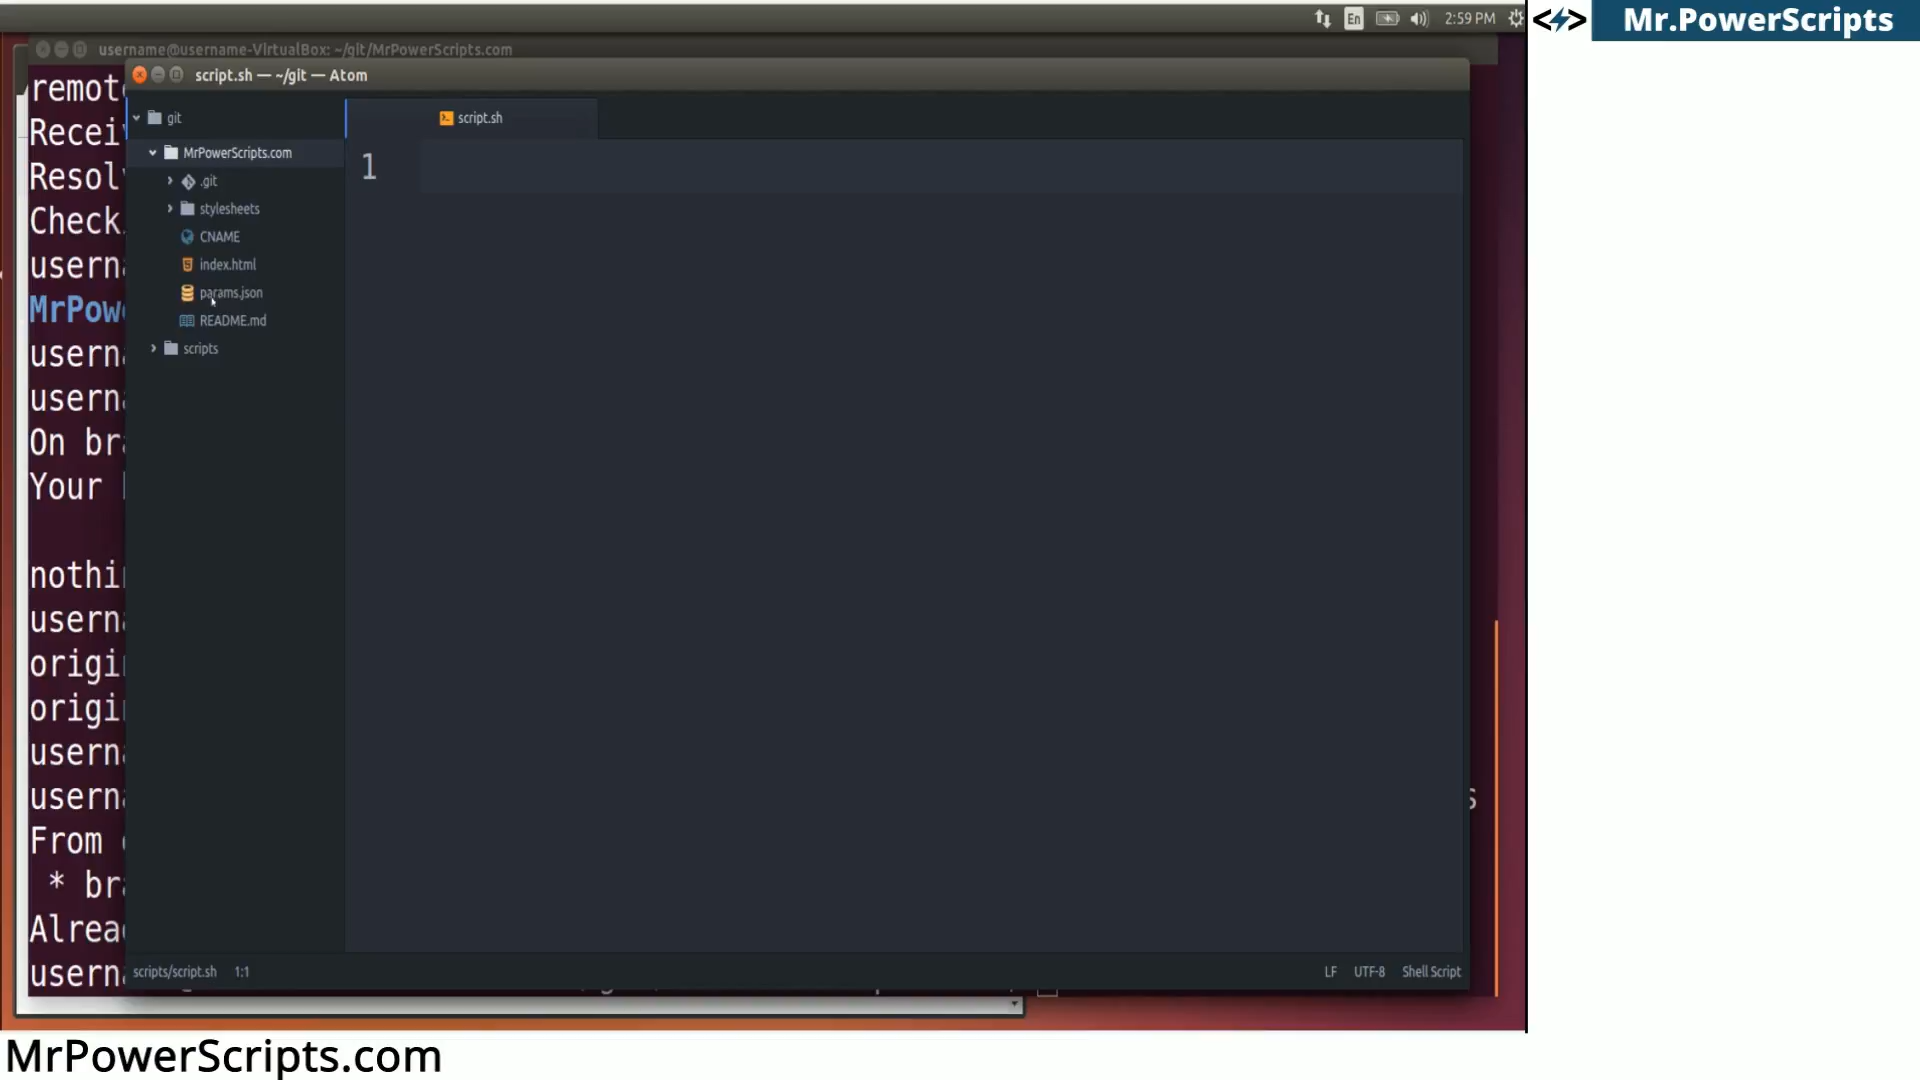 En
2:59 PM
Mr.PowerScripts
username@username-VirtualBox: ~/git/MrPowerScripts.com
script.sh — ~/git — Atom
git
script.sh
MrPowerScripts.com
.git
stylesheets
CNAME
index.html
params.json
README.md
scripts
1
remot
Recei
Resol
Check
usern
MrPow
usern
usern
On br
Your
nothi
usern
origi
origi
usern
usern
From
* br
Alrea
usern
scripts/script.sh 1:1
LF UTF-8 Shell Script
MrPowerScripts.com